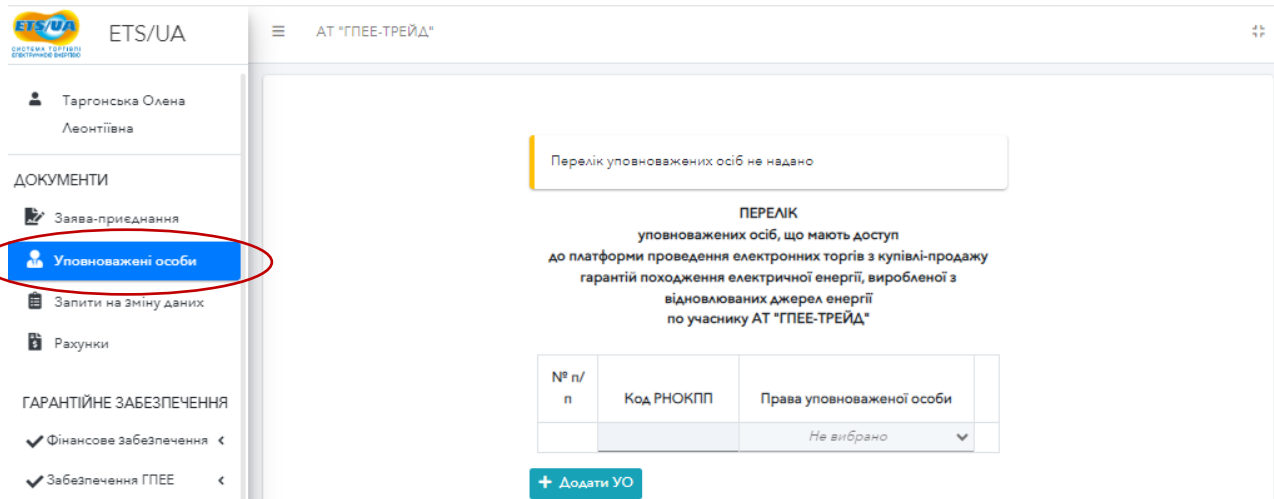 ETS/UA
СИСТЕМА ТОРГІВЛІ
ЕЛЕКТРИЧНОЮ ЕНЕРГІЄЮ
ETS/UA
АТ "ГПЕЕ-ТРЕЙД"
Таргонська Олена
Леонтіївна
ДОКУМЕНТИ
Заява-приєднання
Уповноважені особи
Запити на зміну даних
Рахунки
ГАРАНТІЙНЕ ЗАБЕЗПЕЧЕННЯ
Фінансове забезпечення
Забезпечення ГПЕЕ
Перелік уповноважених осіб не надано
ПЕРЕЛІК
уповноважених осіб, що мають доступ
до платформи проведення електронних торгів з купівлі-продажу
гарантій походження електричної енергії, виробленої з
відновлюваних джерел енергії
по учаснику АТ "ГПЕЕ-ТРЕЙД"
№ п/
п
Код РНОКПП
Права уповноваженої особи
Не вибрано
+ Додати УО